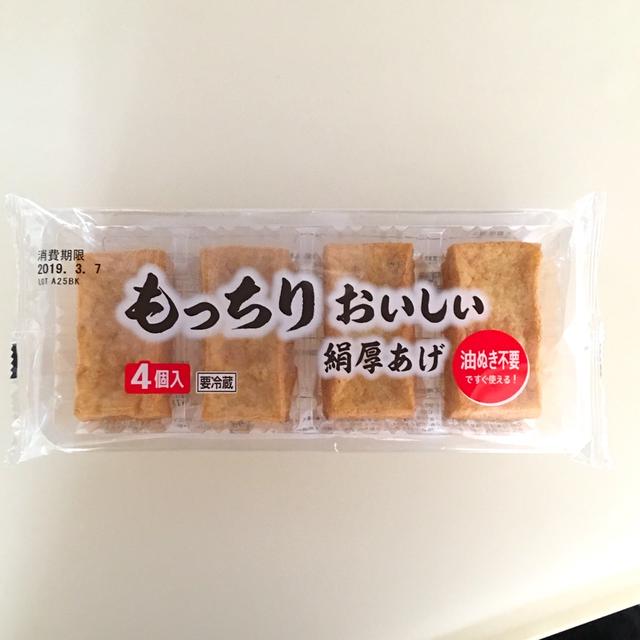 消費期限
2019. 3. 7
LOT A25BK
もっちりおいしい
絹厚あげ
4個入
要冷蔵
油ぬき不要
ですぐ使える!